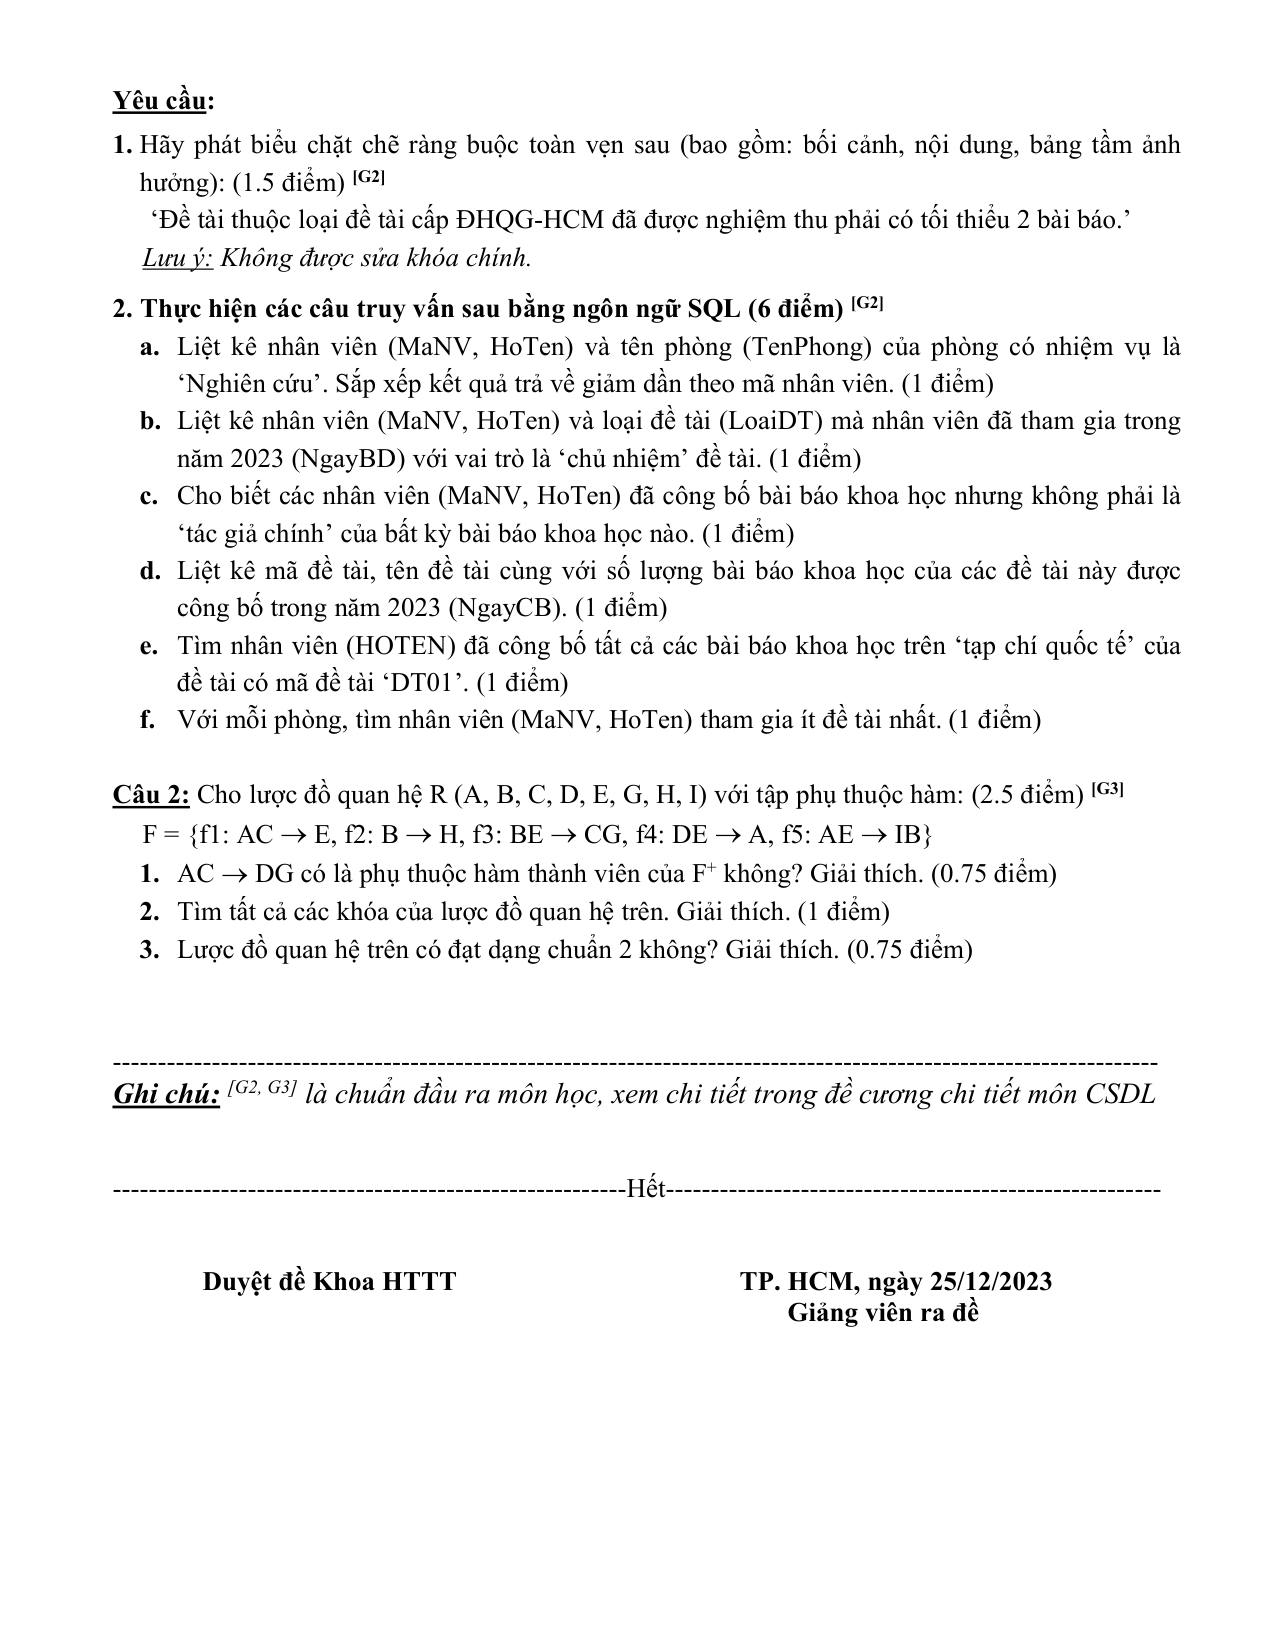 Yêu cầu:
1. Hãy phát biểu chặt chẽ ràng buộc toàn vẹn sau (bao gồm: bối cảnh, nội dung, bảng tầm ảnh
hưởng): (1.5 điểm) [G2]
‘Đề tài thuộc loại đề tài cấp ĐHQG-HCM đã được nghiệm thu phải có tối thiểu 2 bài báo.’
Lưu ý: Không được sửa khóa chính.
2. Thực hiện các câu truy vấn sau bằng ngôn ngữ SQL (6 điểm) [G2]
a. Liệt kê nhân viên (MaNV, HoTen) và tên phòng (TenPhong) của phòng có nhiệm vụ là
‘Nghiên cứu’. Sắp xếp kết quả trả về giảm dần theo mã nhân viên. (1 điểm)
b. Liệt kê nhân viên (MaNV, HoTen) và loại đề tài (LoaiDT) mà nhân viên đã tham gia trong
năm 2023 (NgayBD) với vai trò là ‘chủ nhiệm’ đề tài. (1 điểm)
c. Cho biết các nhân viên (MaNV, HoTen) đã công bố bài báo khoa học nhưng không phải là
‘tác giả chính’ của bất kỳ bài báo khoa học nào. (1 điểm)
d. Liệt kê mã đề tài, tên đề tài cùng với số lượng bài báo khoa học của các đề tài này được
công bố trong năm 2023 (NgayCB). (1 điểm)
e. Tìm nhân viên (HOTEN) đã công bố tất cả các bài báo khoa học trên ‘tạp chí quốc tế’ của
đề tài có mã đề tài ‘DT01’. (1 điểm)
f. Với mỗi phòng, tìm nhân viên (MaNV, HoTen) tham gia ít đề tài nhất. (1 điểm)
Câu 2: Cho lược đồ quan hệ R (A, B, C, D, E, G, H, I) với tập phụ thuộc hàm: (2.5 điểm) [G3]
F = {f1: AC → E, f2: B → H, f3: BE → CG, f4: DE → A, f5: AE → IB}
1. AC → DG có là phụ thuộc hàm thành viên của F+ không? Giải thích. (0.75 điểm)
2. Tìm tất cả các khóa của lược đồ quan hệ trên. Giải thích. (1 điểm)
3. Lược đồ quan hệ trên có đạt dạng chuẩn 2 không? Giải thích. (0.75 điểm)
--------------------------------------------------------------------------------------------------------------------
Ghi chú: [G2, G3] là chuẩn đầu ra môn học, xem chi tiết trong đề cương chi tiết môn CSDL
---------------------------------------------------------Hết-------------------------------------------------------
Duyệt đề Khoa HTTT
TP. HCM, ngày 25/12/2023
Giảng viên ra đề